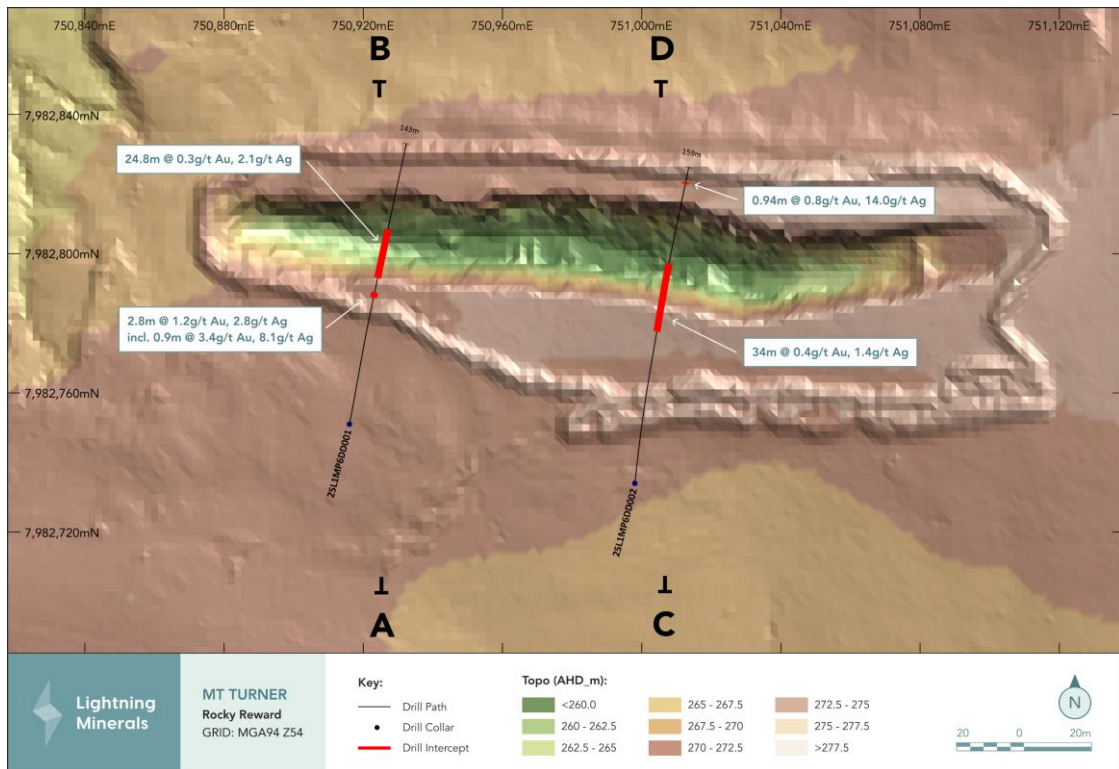 750,840mE 750,880mE 750,920mE 750,960mE 751,000mE 751,040mE 751,080mE 751,120mE
B D
T T
7,982,840mN
143m
24.8m @ 0.3g/t Au, 2.1g/t Ag
159m
0.94m @ 0.8g/t Au, 14.0g/t Ag
7,982,800mN
2.8m @ 1.2g/t Au, 2.8g/t Ag
incl. 0.9m @ 3.4g/t Au, 8.1g/t Ag
34m @ 0.4g/t Au, 1.4g/t Ag
7,982,760mN
25L1MP6DD001
25L1MP6DD002
7,982,720mN
A C
Lightning
Minerals
MT TURNER
Rocky Reward
GRID: MGA94 Z54
Key:
Drill Path
Drill Collar
Drill Intercept
Topo (AHD_m):
<260.0
260 - 262.5
262.5 - 265
265 - 267.5
267.5 - 270
270 - 272.5
272.5 - 275
275 - 277.5
>277.5
N
20 0 20m